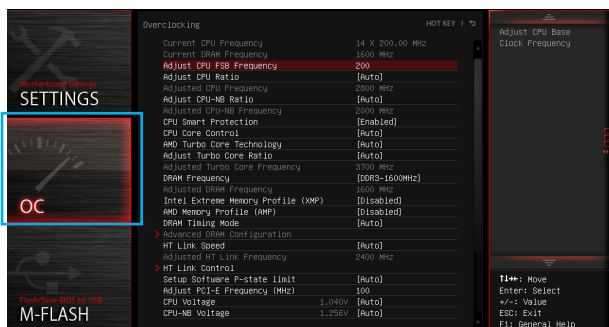 Overclocking
HOT KEY | ↰
Current CPU Frequency 14 X 200.00 MHz
Current DRAM Frequency 1600 MHz
Adjust CPU FSB Frequency 200
Adjust CPU Ratio [Auto]
Adjusted CPU Frequency 2800 MHz
Adjust CPU-NB Ratio [Auto]
Adjusted CPU-NB Frequency 2000 MHz
CPU Smart Protection [Enabled]
CPU Core Control [Auto]
AMD Turbo Core Technology [Auto]
Adjust Turbo Core Ratio [Auto]
Adjusted Turbo Core Frequency 3700 MHz
DRAM Frequency [DDR3-1600MHz]
Adjusted DRAM Frequency 1600 MHz
Intel Extreme Memory Profile (XMP) [Disabled]
AMD Memory Profile (AMP) [Disabled]
DRAM Timing Mode [Auto]
> Advanced DRAM Configuration
HT Link Speed [Auto]
Adjusted HT Link Frequency 2400 MHz
> HT Link Control
Setup Software P-state limit [Auto]
Adjust PCI-E Frequency (MHz) 100
CPU Voltage 1.040V [Auto]
CPU-NB Voltage 1.256V [Auto]
Motherboard settings
SETTINGS
OC
Flash/Save BIOS by USB
M-FLASH
Adjust CPU Base
Clock Frequency
↑↓→←: Move
Enter: Select
+/-: Value
ESC: Exit
F1: General Help